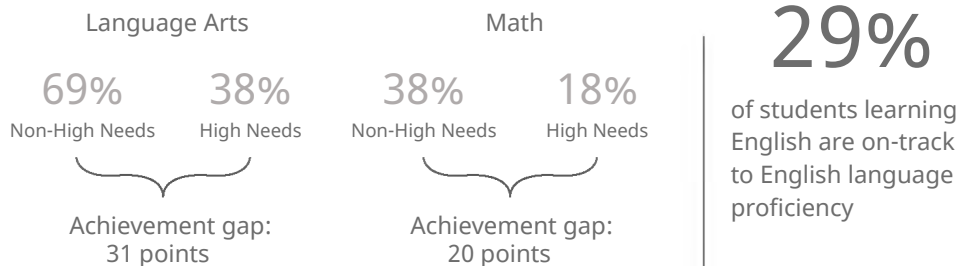 Language Arts
69%
Non-High Needs
38%
High Needs
Achievement gap:
31 points
Math
38%
Non-High Needs
18%
High Needs
Achievement gap:
20 points
29%
of students learning
English are on-track
to English language
proficiency